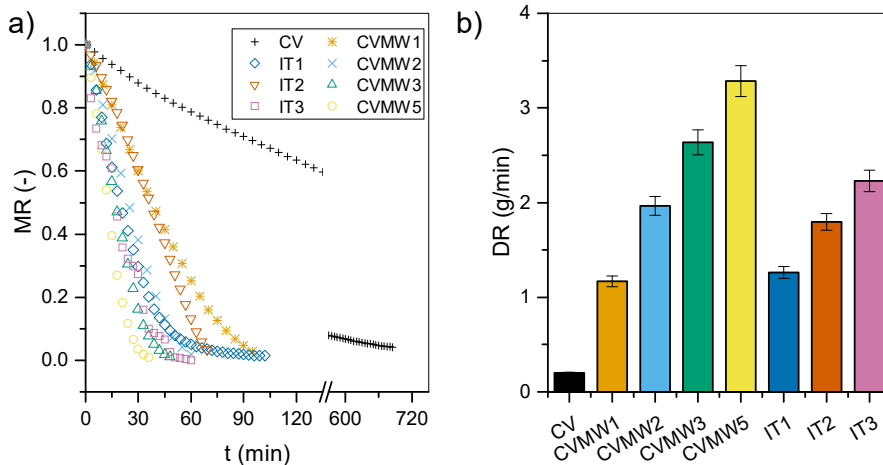 a)
MR (-)
1.0
0.8
0.6
0.4
0.2
0.0
0 30 60 90 120 600 720
t (min)
CV
IT1
IT2
IT3
CVMW1
CVMW2
CVMW3
CVMW5
b)
DR (g/min)
4
3
2
1
0
CV
CVMW1
CVMW2
CVMW3
CVMW5
IT1
IT2
IT3